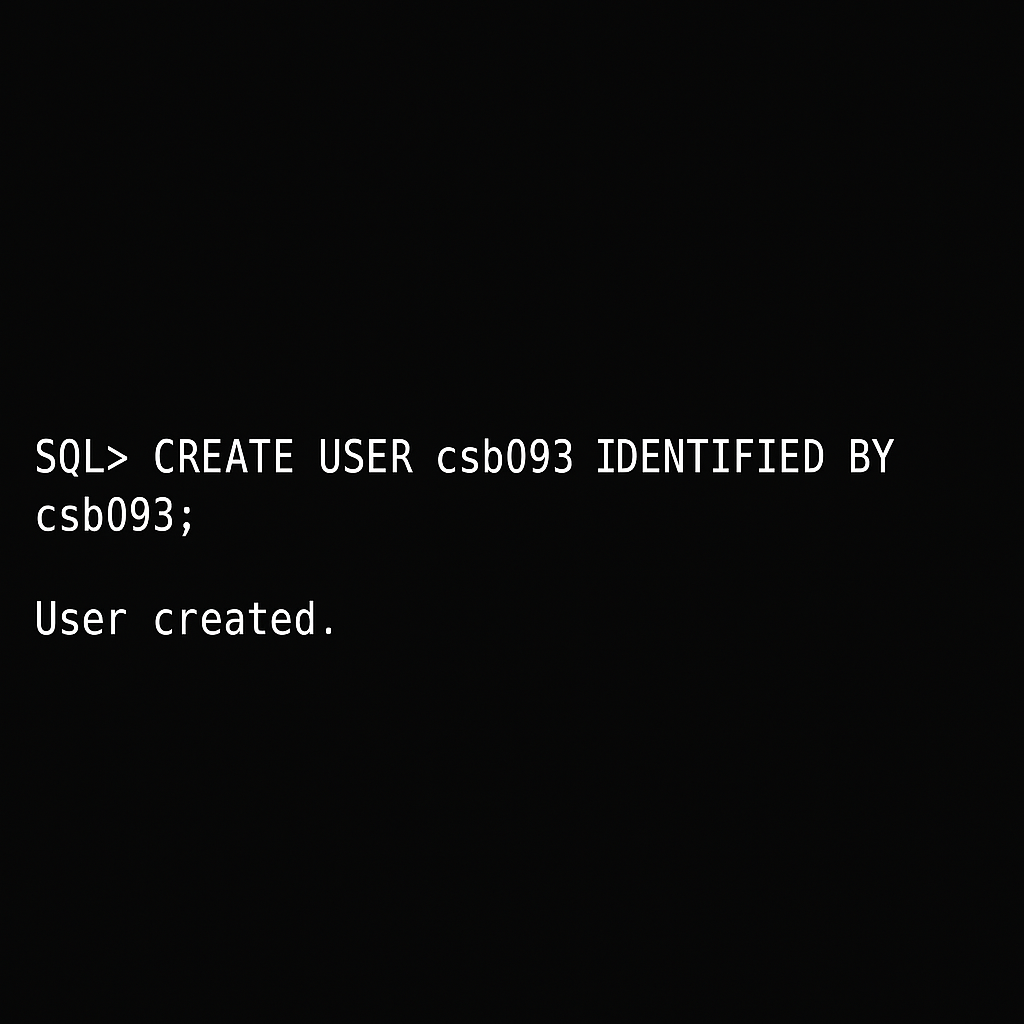 SQL> CREATE USER csb093 IDENTIFIED BY
csb093;
User created.